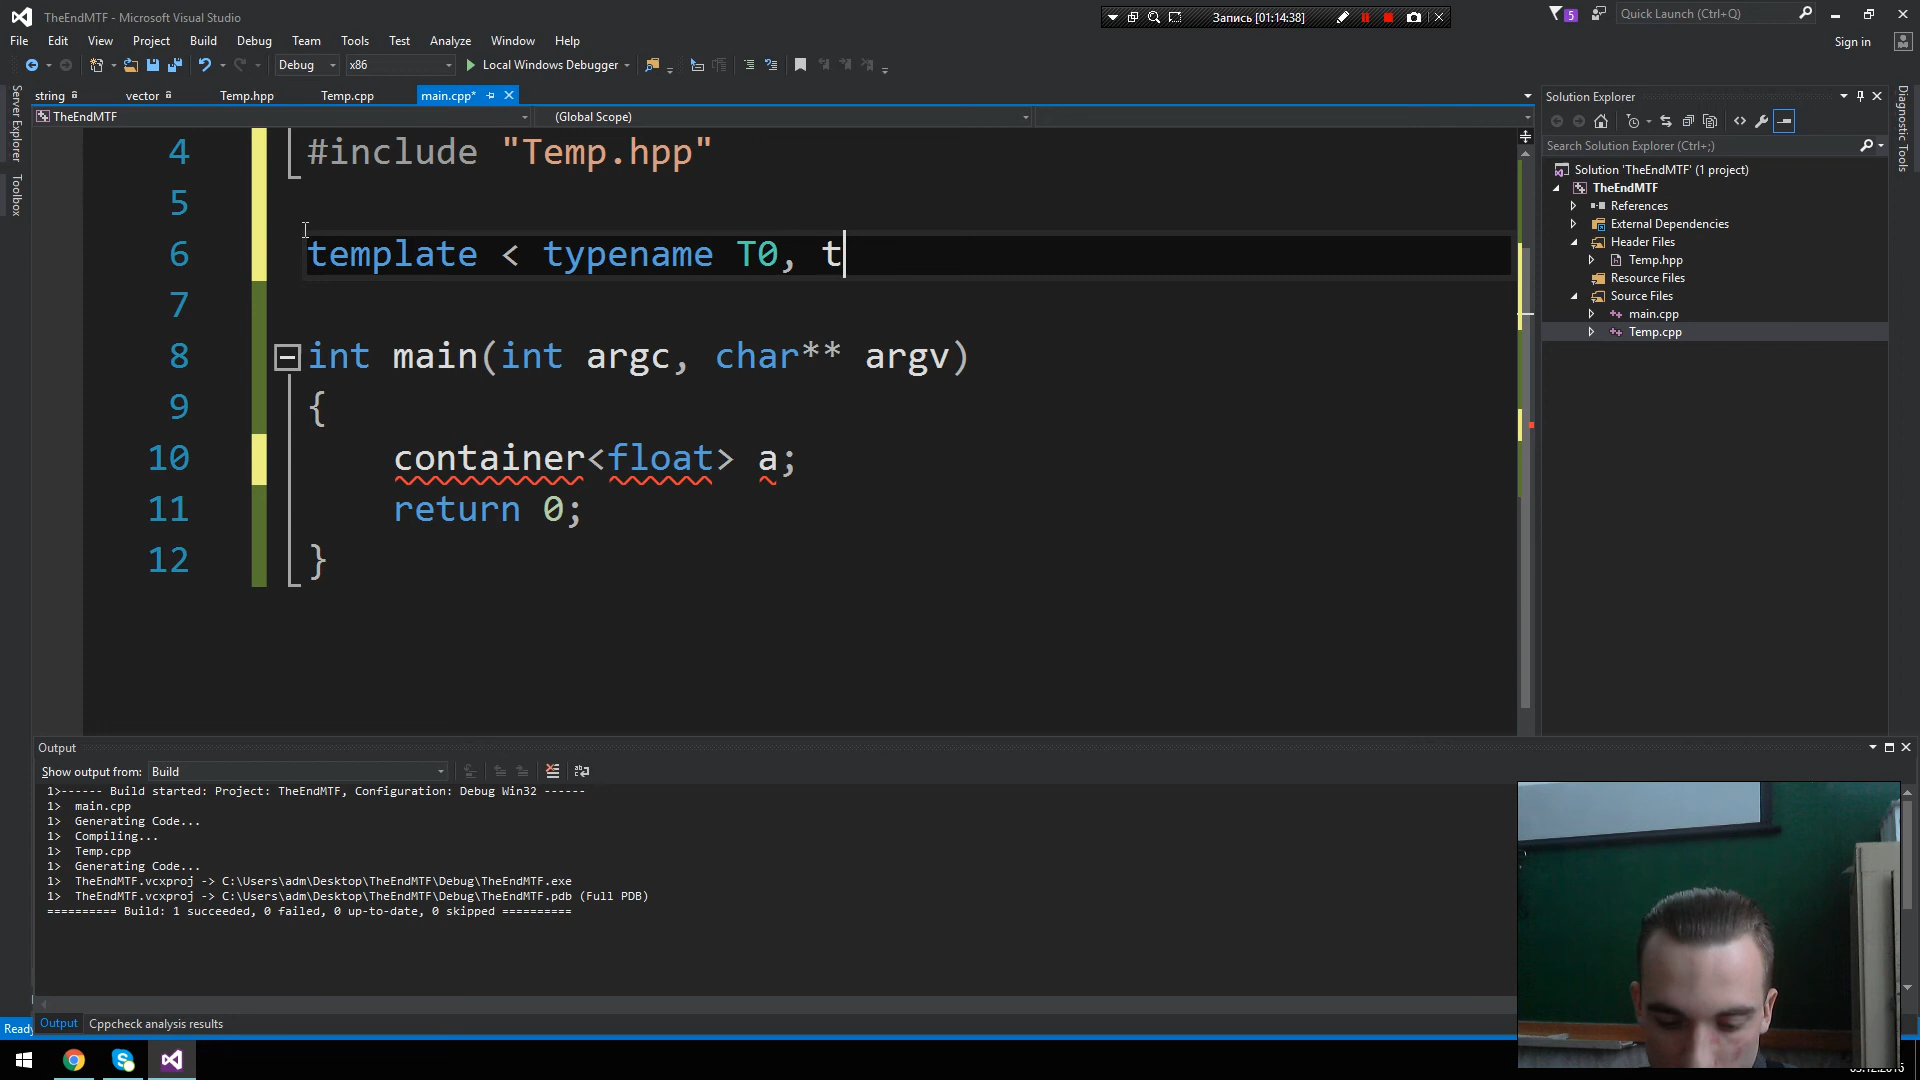 TheEndMTF - Microsoft Visual Studio
Запись [01:14:38]
5
Quick Launch (Ctrl+Q)
File Edit View Project Build Debug Team Tools Test Analyze Window Help
Sign in
Debug x86 Local Windows Debugger
string vector Temp.hpp Temp.cpp main.cpp*
TheEndMTF (Global Scope)
Server Explorer
Toolbox
4 #include "Temp.hpp"
5
6 template < typename T0, t
7
8 int main(int argc, char** argv)
9 {
10 container<float> a;
11 return 0;
12 }
Solution Explorer
Search Solution Explorer (Ctrl+;)
Solution 'TheEndMTF' (1 project)
TheEndMTF
References
External Dependencies
Header Files
Temp.hpp
Resource Files
Source Files
main.cpp
Temp.cpp
Diagnostic Tools
Output
Show output from: Build
1>------ Build started: Project: TheEndMTF, Configuration: Debug Win32 ------
1> main.cpp
1> Generating Code...
1> Compiling...
1> Temp.cpp
1> Generating Code...
1> TheEndMTF.vcxproj -> C:\Users\adm\Desktop\TheEndMTF\Debug\TheEndMTF.exe
1> TheEndMTF.vcxproj -> C:\Users\adm\Desktop\TheEndMTF\Debug\TheEndMTF.pdb (Full PDB)
========== Build: 1 succeeded, 0 failed, 0 up-to-date, 0 skipped ==========
Output Cppcheck analysis results
Ready